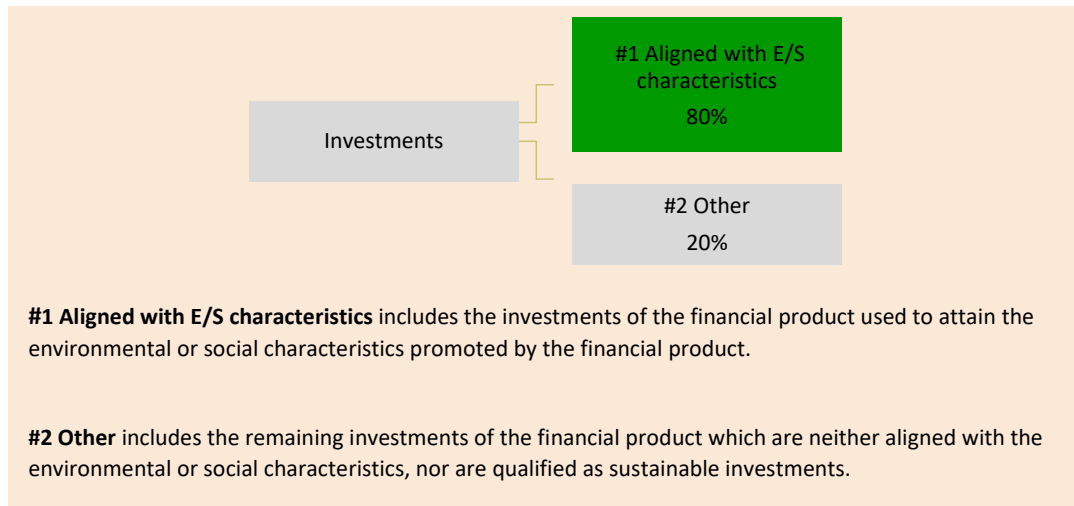 #1 Aligned with E/S
characteristics
80%
Investments
#2 Other
20%
#1 Aligned with E/S characteristics includes the investments of the financial product used to attain the
environmental or social characteristics promoted by the financial product.
#2 Other includes the remaining investments of the financial product which are neither aligned with the
environmental or social characteristics, nor are qualified as sustainable investments.